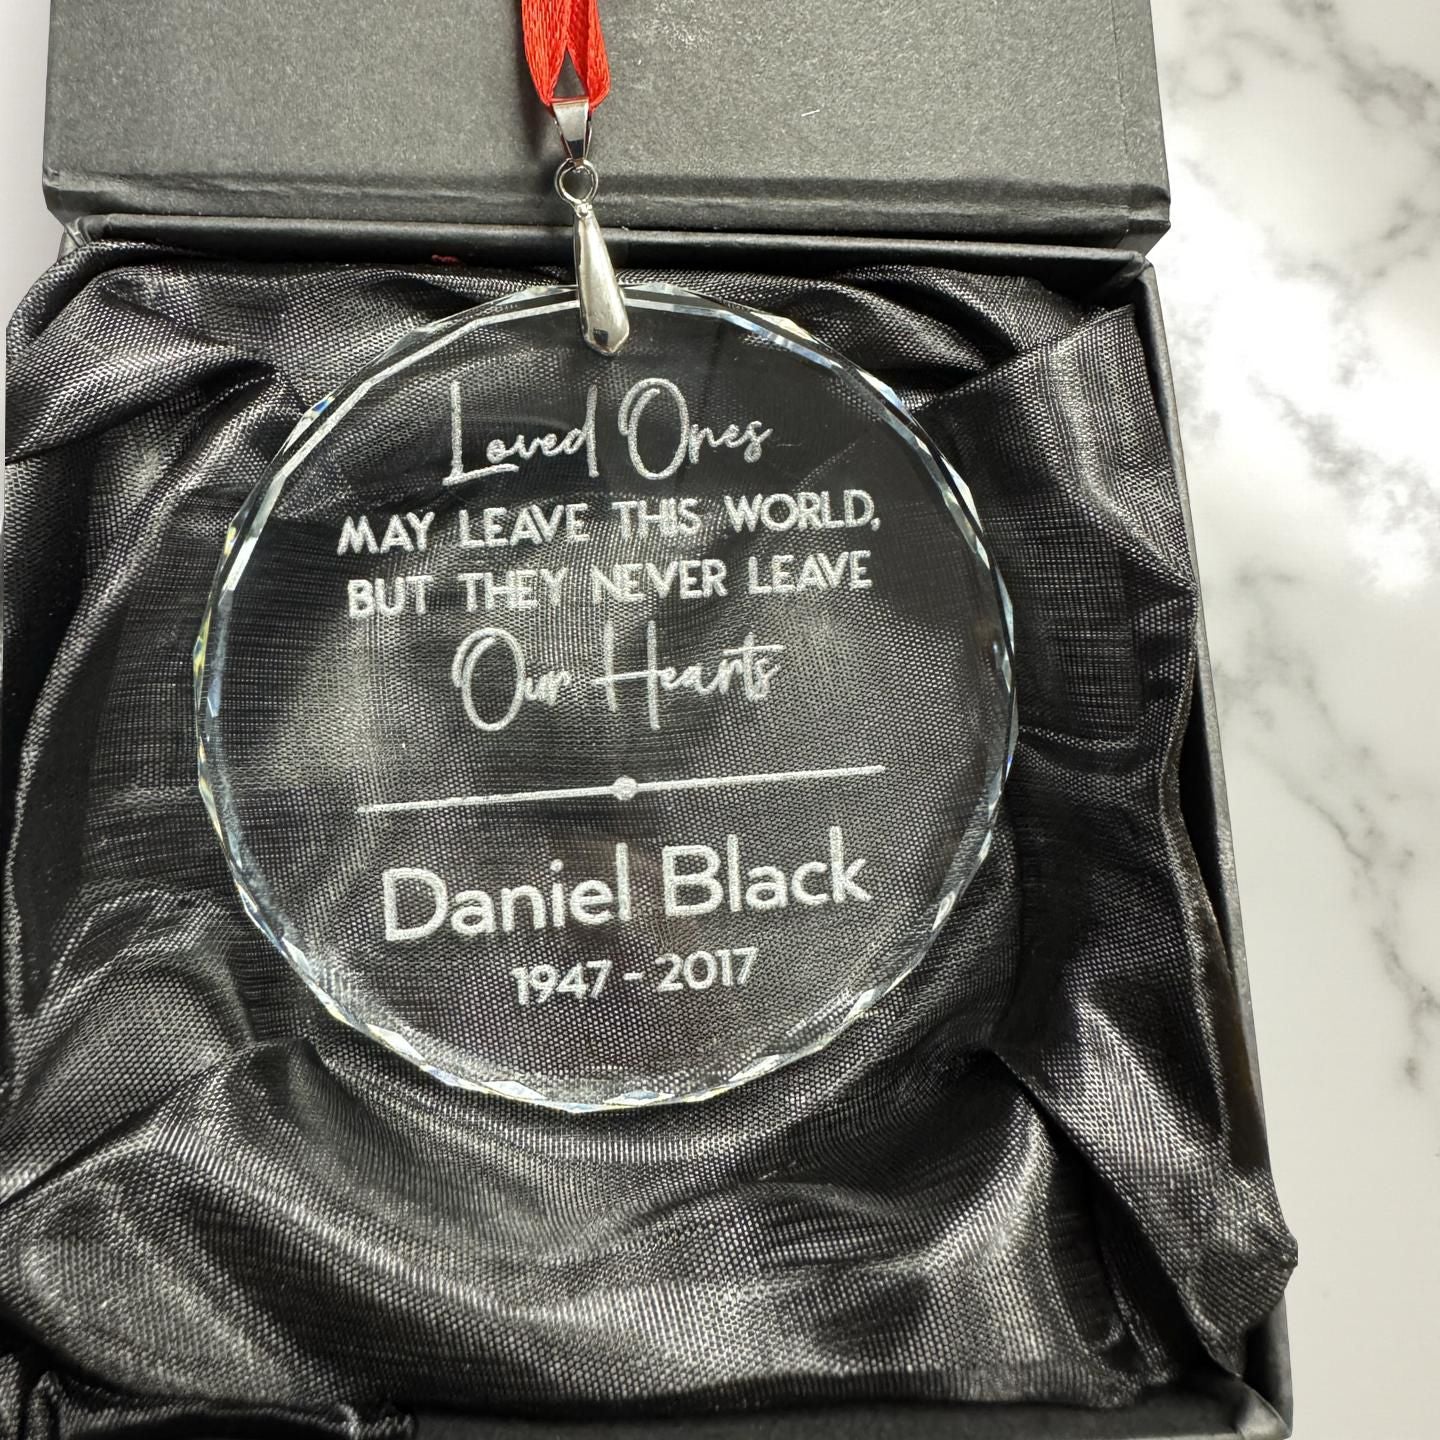 Loved Ones
MAY LEAVE THIS WORLD,
BUT THEY NEVER LEAVE
Our Hearts
Daniel Black
1947 - 2017